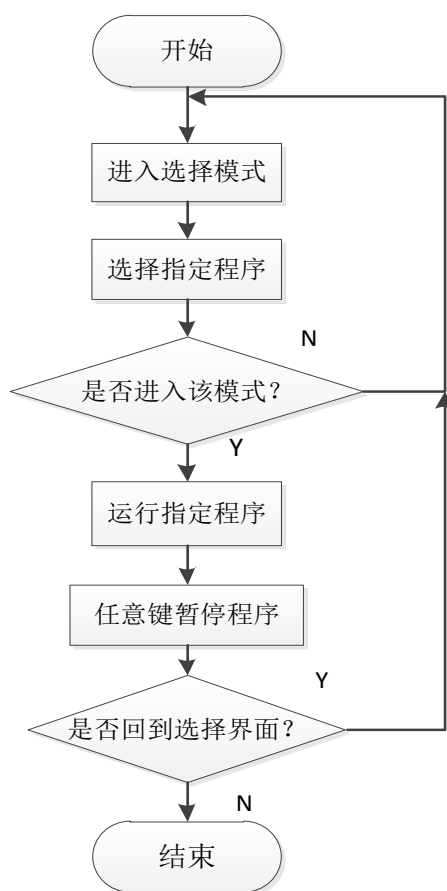 开始
进入选择模式
选择指定程序
N
是否进入该模式？
Y
运行指定程序
任意键暂停程序
Y
是否回到选择界面？
N
结束